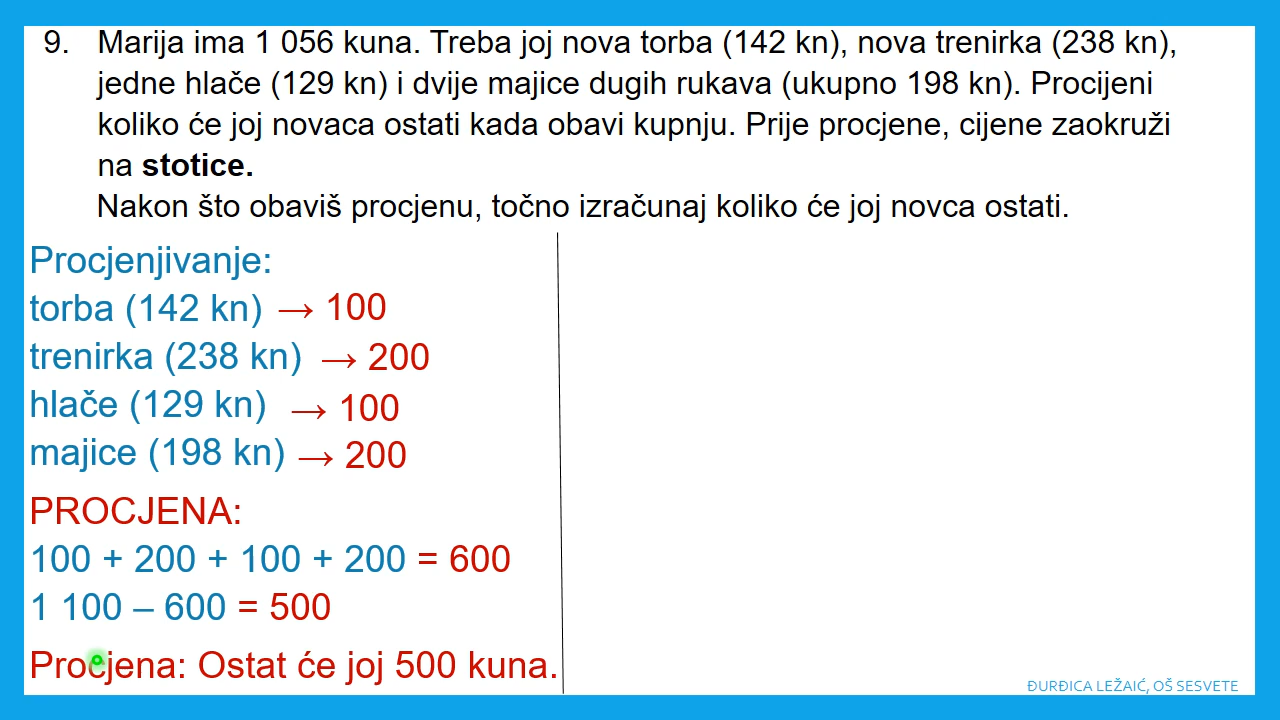 9. Marija ima 1 056 kuna. Treba joj nova torba (142 kn), nova trenirka (238 kn),
jedne hlače (129 kn) i dvije majice dugih rukava (ukupno 198 kn). Procijeni
koliko će joj novaca ostati kada obavi kupnju. Prije procjene, cijene zaokruži
na stotice.
Nakon što obaviš procjenu, točno izračunaj koliko će joj novca ostati.
Procjenjivanje:
torba (142 kn) → 100
trenirka (238 kn) → 200
hlače (129 kn) → 100
majice (198 kn) → 200
PROCJENA:
100 + 200 + 100 + 200 = 600
1 100 – 600 = 500
Procjena: Ostat će joj 500 kuna.
ĐURĐICA LEŽAIĆ, OŠ SESVETE